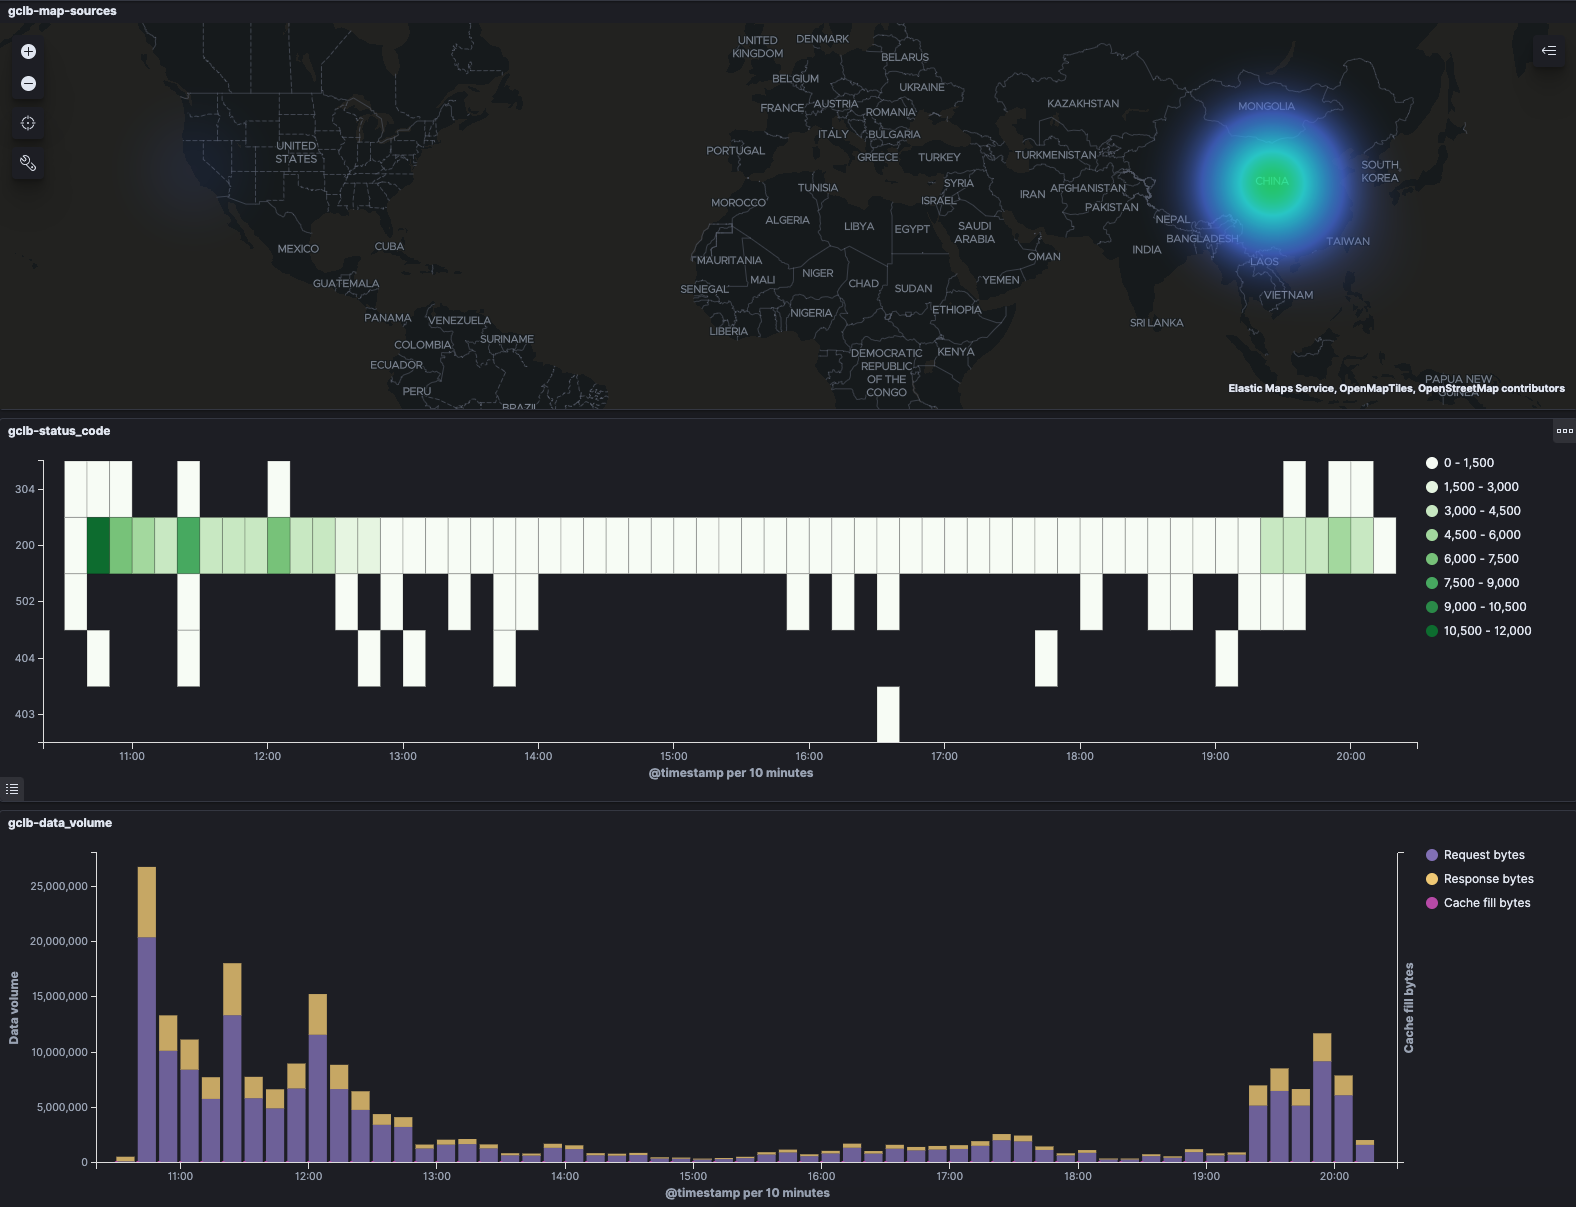 gclb-map-sources
UNITED
KINGDOM
DENMARK
BELARUS
BELGIUM
UKRAINE
FRANCE
AUSTRIA
ROMANIA
KAZAKHSTAN
MONGOLIA
ITALY
BULGARIA
UNITED
STATES
PORTUGAL
GREECE
TURKEY
TURKMENISTAN
SOUTH
KOREA
CHINA
TUNISIA
SYRIA
IRAN
AFGHANISTAN
MOROCCO
ISRAEL
PAKISTAN
ALGERIA
LIBYA
EGYPT
SAUDI
ARABIA
NEPAL
BANGLADESH
TAIWAN
MEXICO
CUBA
INDIA
OMAN
MAURITANIA
LAOS
GUATEMALA
MALI
NIGER
CHAD
SUDAN
YEMEN
SENEGAL
VIETNAM
PANAMA
VENEZUELA
NIGERIA
ETHIOPIA
LIBERIA
SRI LANKA
COLOMBIA
SURINAME
DEMOCRATIC
REPUBLIC
OF THE
CONGO
KENYA
ECUADOR
PERU
BRAZIL
PAPUA NEW
GUINEA
Elastic Maps Service, OpenMapTiles, OpenStreetMap contributors
gclb-status_code
304
200
502
404
403
11:00 12:00 13:00 14:00 15:00 16:00 17:00 18:00 19:00 20:00
@timestamp per 10 minutes
0 - 1,500
1,500 - 3,000
3,000 - 4,500
4,500 - 6,000
6,000 - 7,500
7,500 - 9,000
9,000 - 10,500
10,500 - 12,000
gclb-data_volume
Data volume
25,000,000
20,000,000
15,000,000
10,000,000
5,000,000
0
11:00 12:00 13:00 14:00 15:00 16:00 17:00 18:00 19:00 20:00
@timestamp per 10 minutes
Cache fill bytes
Request bytes
Response bytes
Cache fill bytes